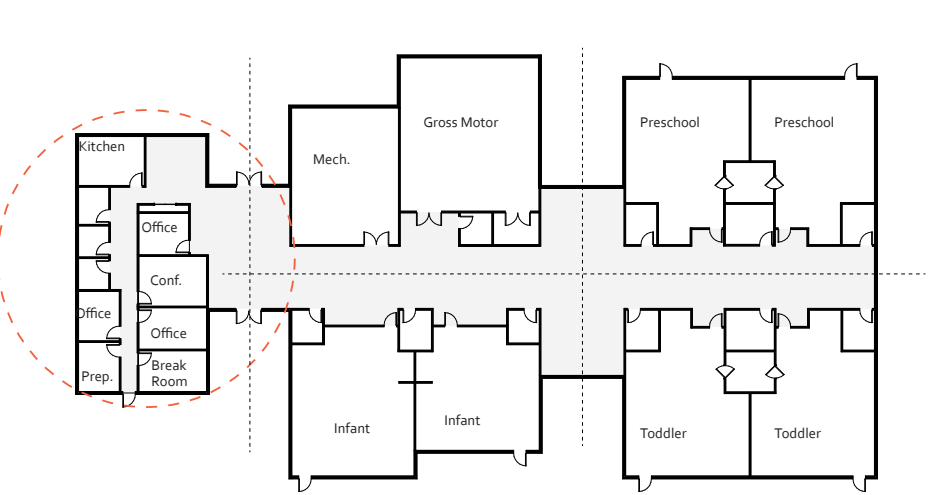 Gross Motor
Preschool
Preschool
Kitchen
Mech.
Office
Conf.
Office
Office
Break
Room
Prep.
Infant
Infant
Toddler
Toddler